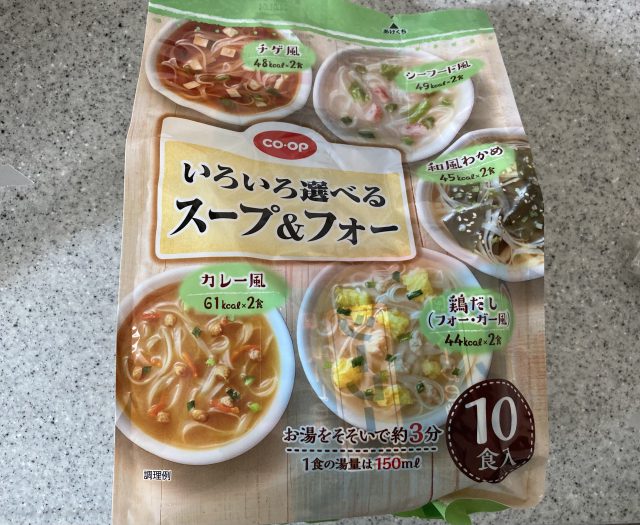 あけくち
チゲ風
48kcal×2食
シーフード風
49kcal×2食
co·op
和風わかめ
45kcal×2食
いろいろ選べる
スープ&フォー
カレー風
61kcal×2食
鶏だし
(フォー・ガー風)
44kcal×2食
お湯をそそいで約3分
1食の湯量は150mℓ
10
食入
調理例